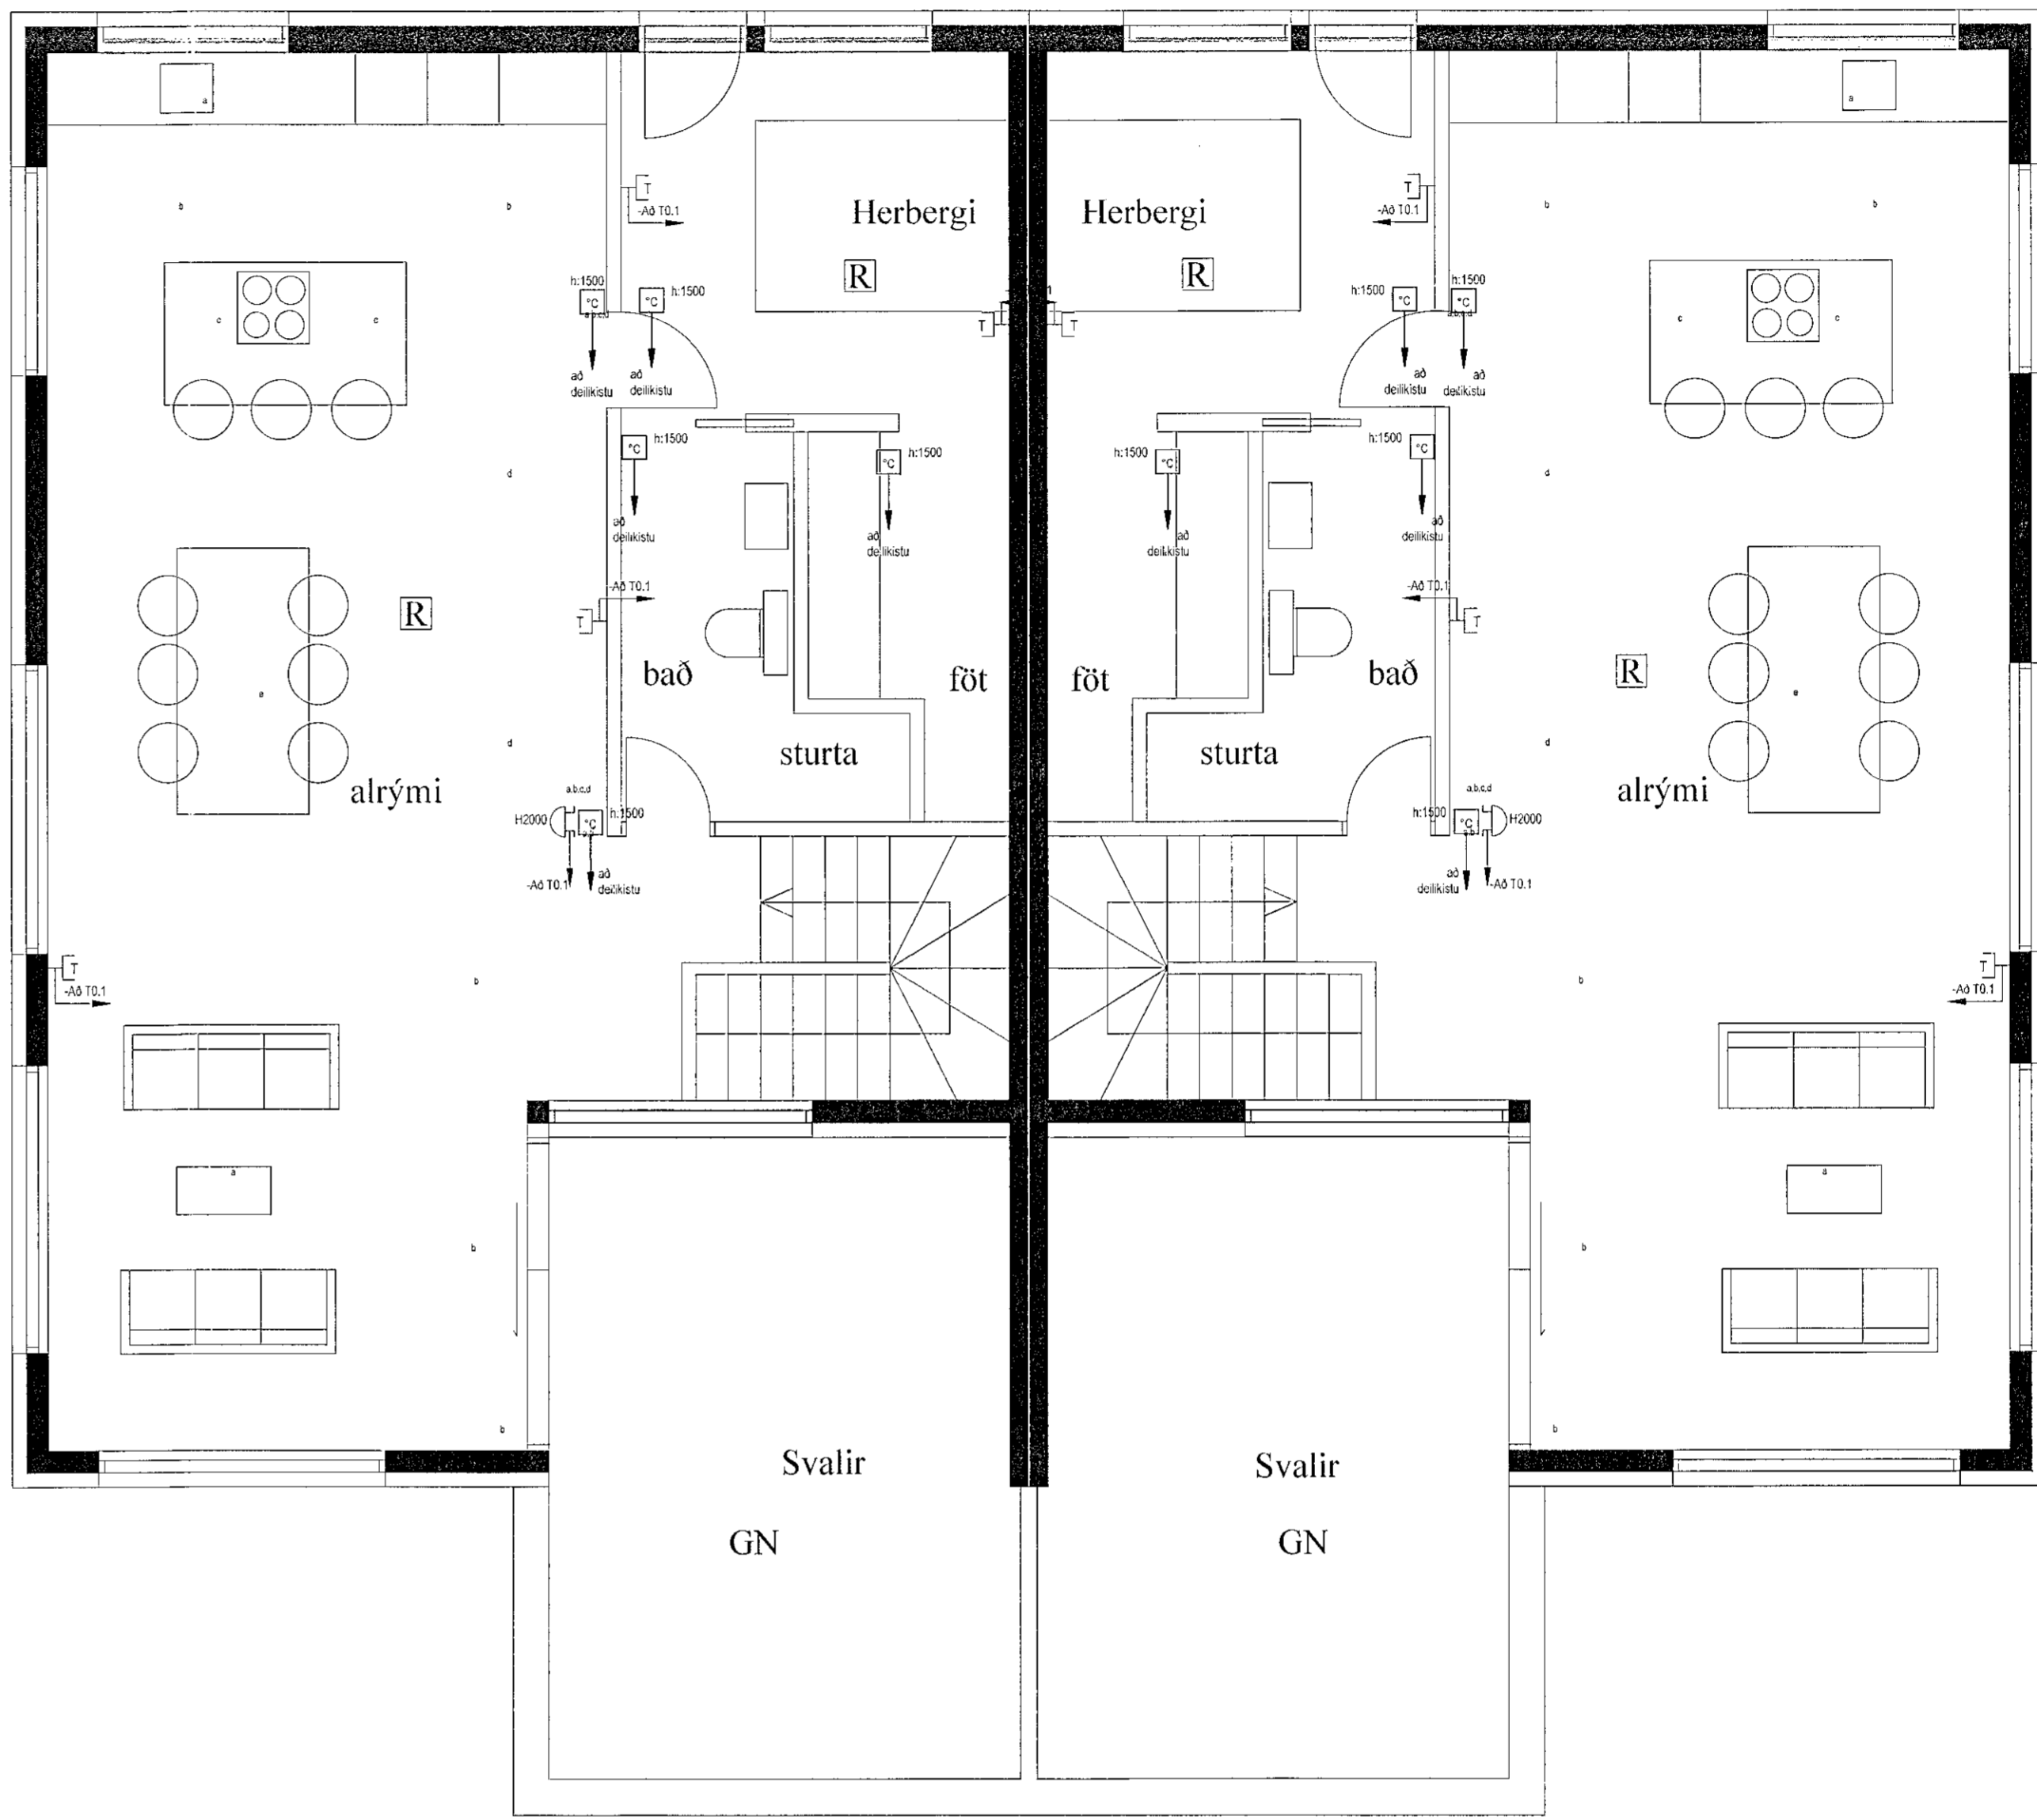 a
a
T
-Að T0.1
T
-Að T0.1
b
b
Herbergi
Herbergi
b
b
R
R
h:1500
°C
a,b,c,d
°C
h:1500
h:1500
°C
h:1500
°C
a,b,c,d
c
c
T
T
c
c
að
deilikistu
að
deilikistu
að
deilikistu
að
deilikistu
°C
h:1500
°C
h:1500
h:1500
°C
h:1500
°C
d
d
að
deilikistu
að
deilikistu
að
deilikistu
að
deilikistu
-Að T0.1
T
-Að T0.1
T
R
bað
föt
föt
bað
R
e
e
d
sturta
sturta
d
alrými
alrými
a,b,c,d
H2000
°C
h:1500
a,b,c,d
h:1500
°C
H2000
-Að T0.1
að
deilikistu
að
deilikistu
-Að T0.1
T
-Að T0.1
b
b
T
-Að T0.1
a
a
b
b
b
b
Svalir
Svalir
GN
GN